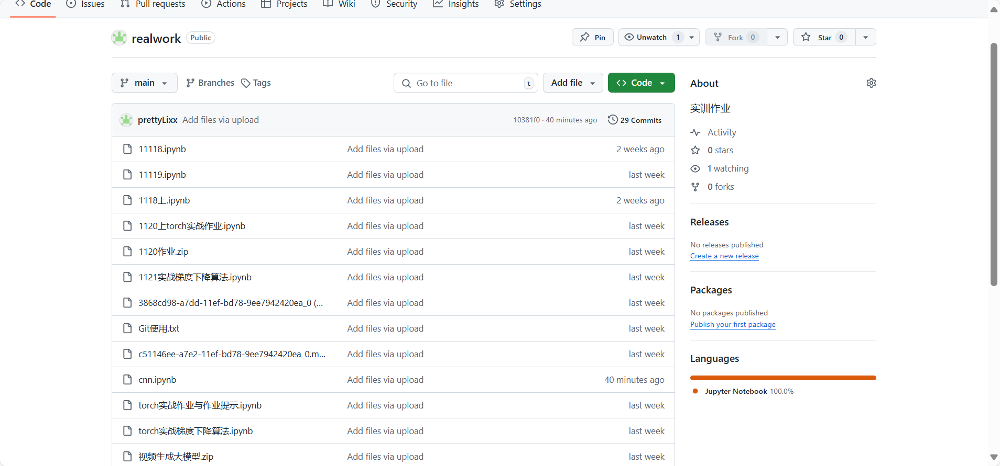 Code Issues Pull requests Actions Projects Wiki Security Insights Settings
realwork Public Pin Unwatch 1 Fork 0 Star 0
main Branches Tags Go to file t Add file Code
About
实训作业
Activity
0 stars
1 watching
0 forks
Releases
No releases published
Create a new release
Packages
No packages published
Publish your first package
Languages
Jupyter Notebook 100.0%
prettyLixx Add files via upload 10381f0 · 40 minutes ago 29 Commits
11118.ipynb Add files via upload 2 weeks ago
11119.ipynb Add files via upload last week
1118上.ipynb Add files via upload 2 weeks ago
1120上torch实战作业.ipynb Add files via upload last week
1120作业.zip Add files via upload last week
1121实战梯度下降算法.ipynb Add files via upload last week
3868cd98-a7dd-11ef-bd78-9ee7942420ea_0 (... Add files via upload last week
Git使用.txt Add files via upload last week
c51146ee-a7e2-11ef-bd78-9ee7942420ea_0.m... Add files via upload last week
cnn.ipynb Add files via upload 40 minutes ago
torch实战作业与作业提示.ipynb Add files via upload last week
torch实战梯度下降算法.ipynb Add files via upload last week
视频生成大模型.zip Add files via upload last week